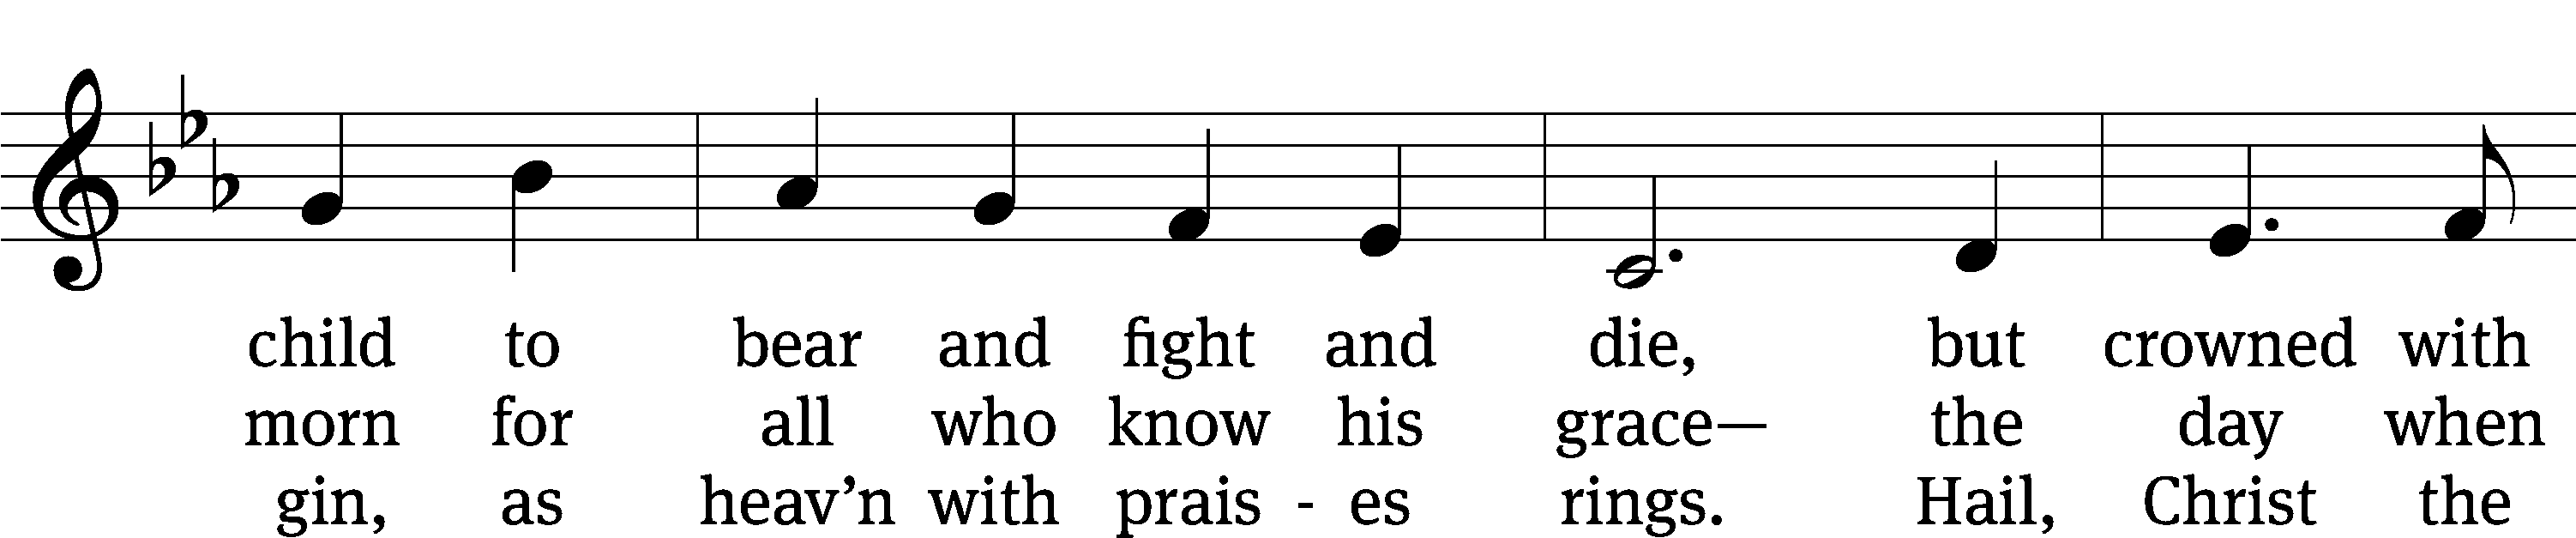 child to bear and fight and die, but crowned with
morn for all who know his grace— the day when
gin, as heav’n with prais - es rings. Hail, Christ the